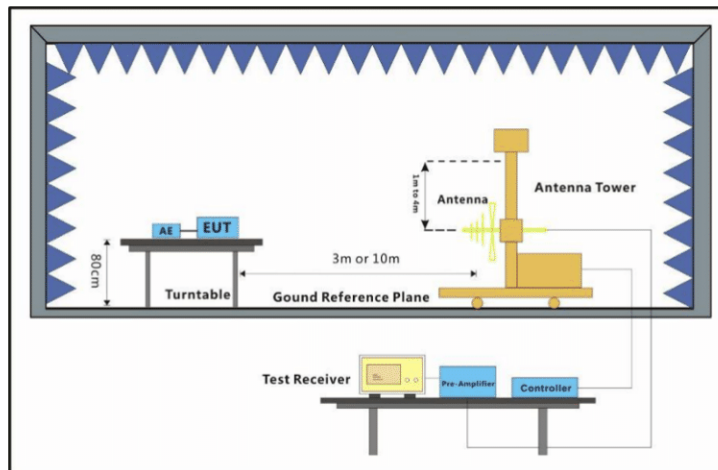 1m to 4m
Antenna
Antenna Tower
AE
EUT
80cm
3m or 10m
Turntable
Gound Reference Plane
Test Receiver
Pre-Amplifier
Controller